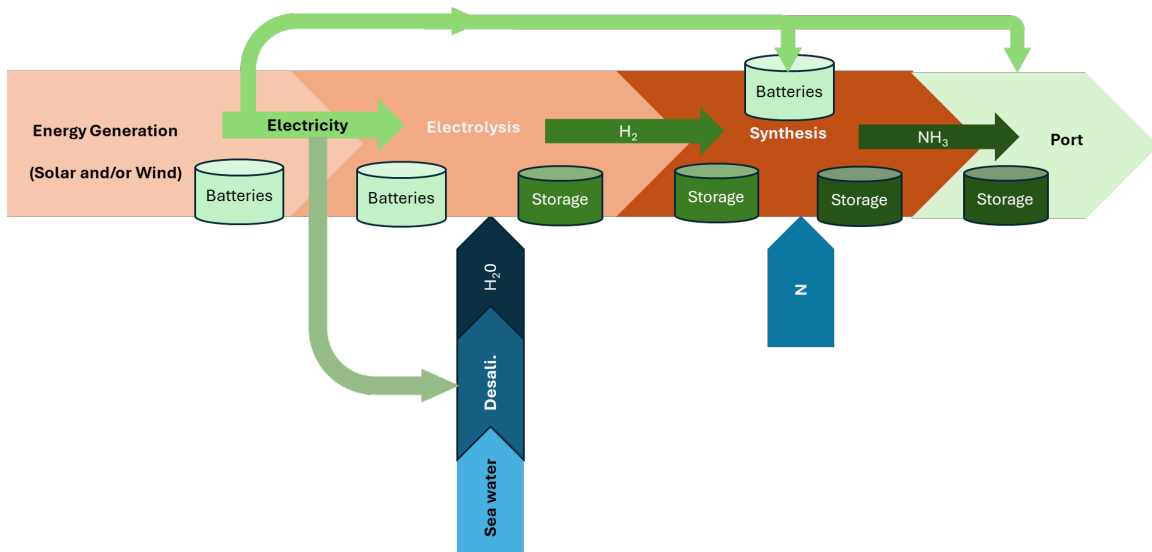 Batteries
Energy Generation
(Solar and/or Wind)
Electricity
Electrolysis
H₂
Synthesis
NH₃
Port
Batteries
Batteries
Storage
Storage
Storage
Storage
H₂0
N
Desali.
Sea water